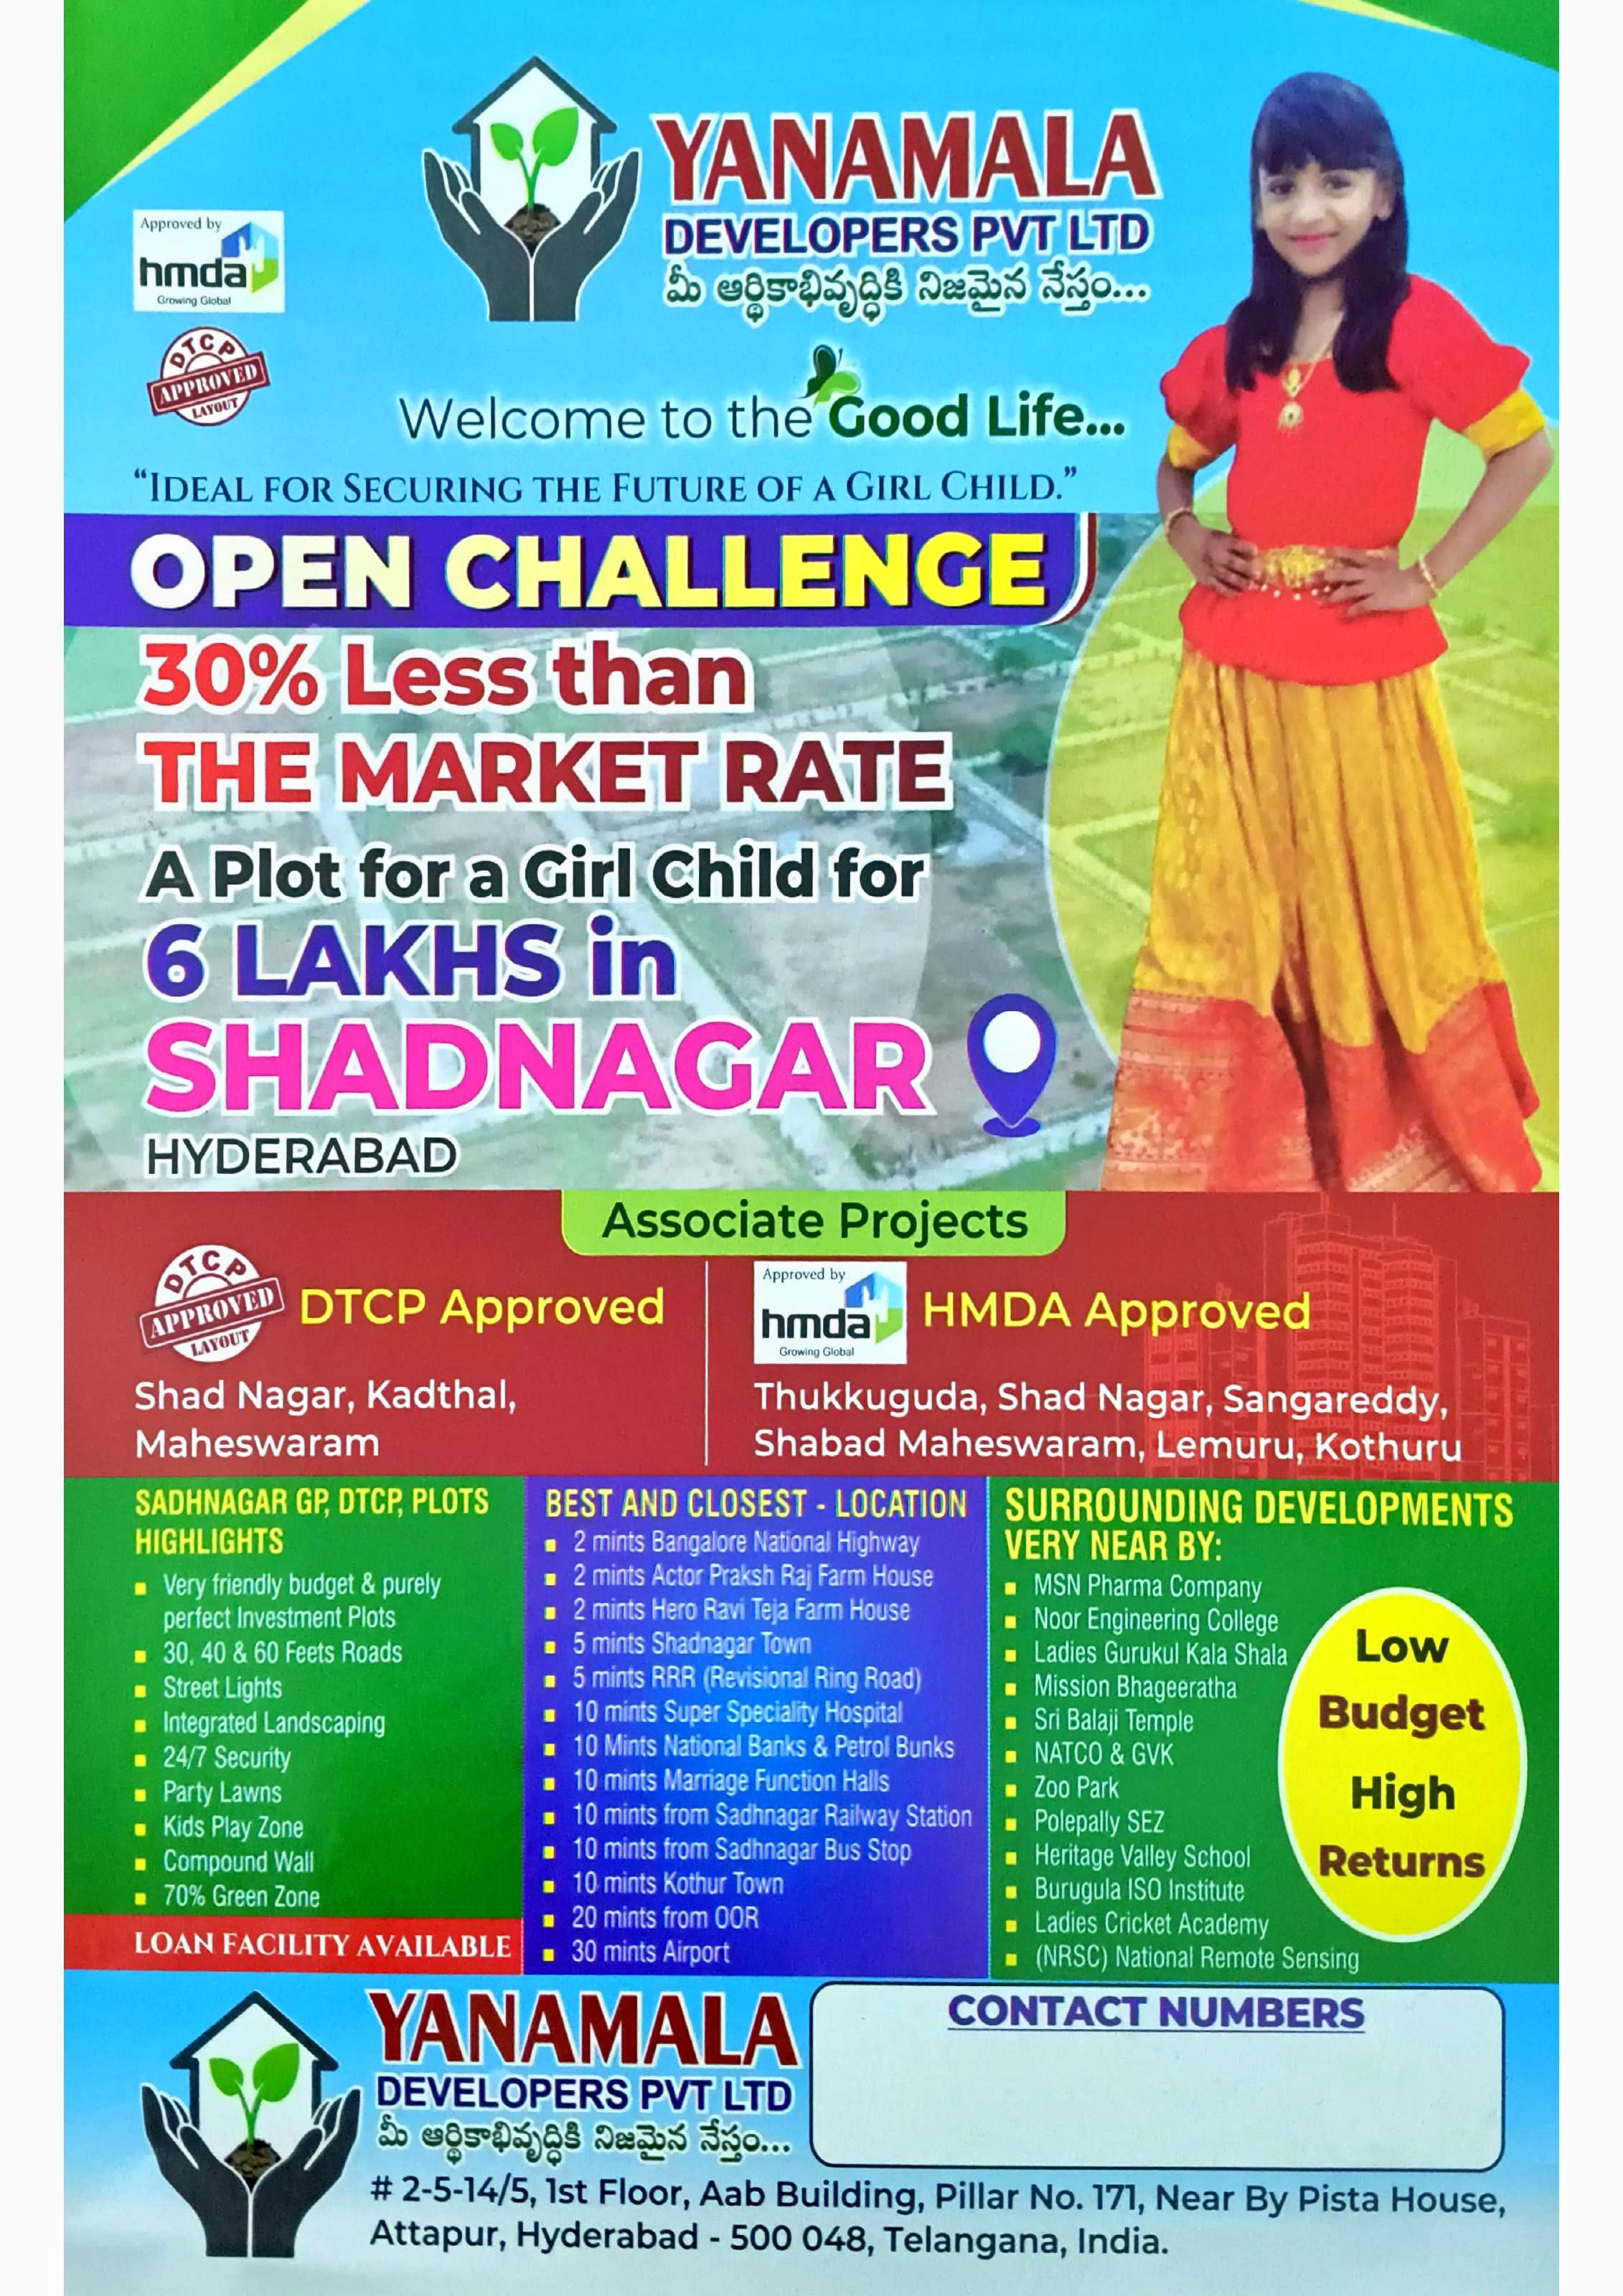 YANAMALA
DEVELOPERS PVT LTD
మీ ఆర్థికాభివృద్ధికి నిజమైన నేస్తం...
Approved by
hmda
Growing Global
DTCP
APPROVED
LAYOUT
Welcome to the Good Life...
"IDEAL FOR SECURING THE FUTURE OF A GIRL CHILD."
OPEN CHALLENGE
30% Less than
THE MARKET RATE
A Plot for a Girl Child for
6 LAKHS in
SHADNAGAR
HYDERABAD
Associate Projects
DTCP
APPROVED
LAYOUT
DTCP Approved
Shad Nagar, Kadthal,
Maheswaram
Approved by
hmda
Growing Global
HMDA Approved
Thukkuguda, Shad Nagar, Sangareddy,
Shabad Maheswaram, Lemuru, Kothuru
SADHNAGAR GP, DTCP, PLOTS
HIGHLIGHTS
Very friendly budget & purely
perfect Investment Plots
30, 40 & 60 Feets Roads
Street Lights
Integrated Landscaping
24/7 Security
Party Lawns
Kids Play Zone
Compound Wall
70% Green Zone
LOAN FACILITY AVAILABLE
BEST AND CLOSEST - LOCATION
2 mints Bangalore National Highway
2 mints Actor Praksh Raj Farm House
2 mints Hero Ravi Teja Farm House
5 mints Shadnagar Town
5 mints RRR (Revisional Ring Road)
10 mints Super Speciality Hospital
10 Mints National Banks & Petrol Bunks
10 mints Marriage Function Halls
10 mints from Sadhnagar Railway Station
10 mints from Sadhnagar Bus Stop
10 mints Kothur Town
20 mints from OOR
30 mints Airport
SURROUNDING DEVELOPMENTS
VERY NEAR BY:
MSN Pharma Company
Noor Engineering College
Ladies Gurukul Kala Shala
Mission Bhageeratha
Sri Balaji Temple
NATCO & GVK
Zoo Park
Polepally SEZ
Heritage Valley School
Burugula ISO Institute
Ladies Cricket Academy
(NRSC) National Remote Sensing
Low
Budget
High
Returns
YANAMALA
DEVELOPERS PVT LTD
మీ ఆర్థికాభివృద్ధికి నిజమైన నేస్తం...
CONTACT NUMBERS
# 2-5-14/5, 1st Floor, Aab Building, Pillar No. 171, Near By Pista House,
Attapur, Hyderabad - 500 048, Telangana, India.